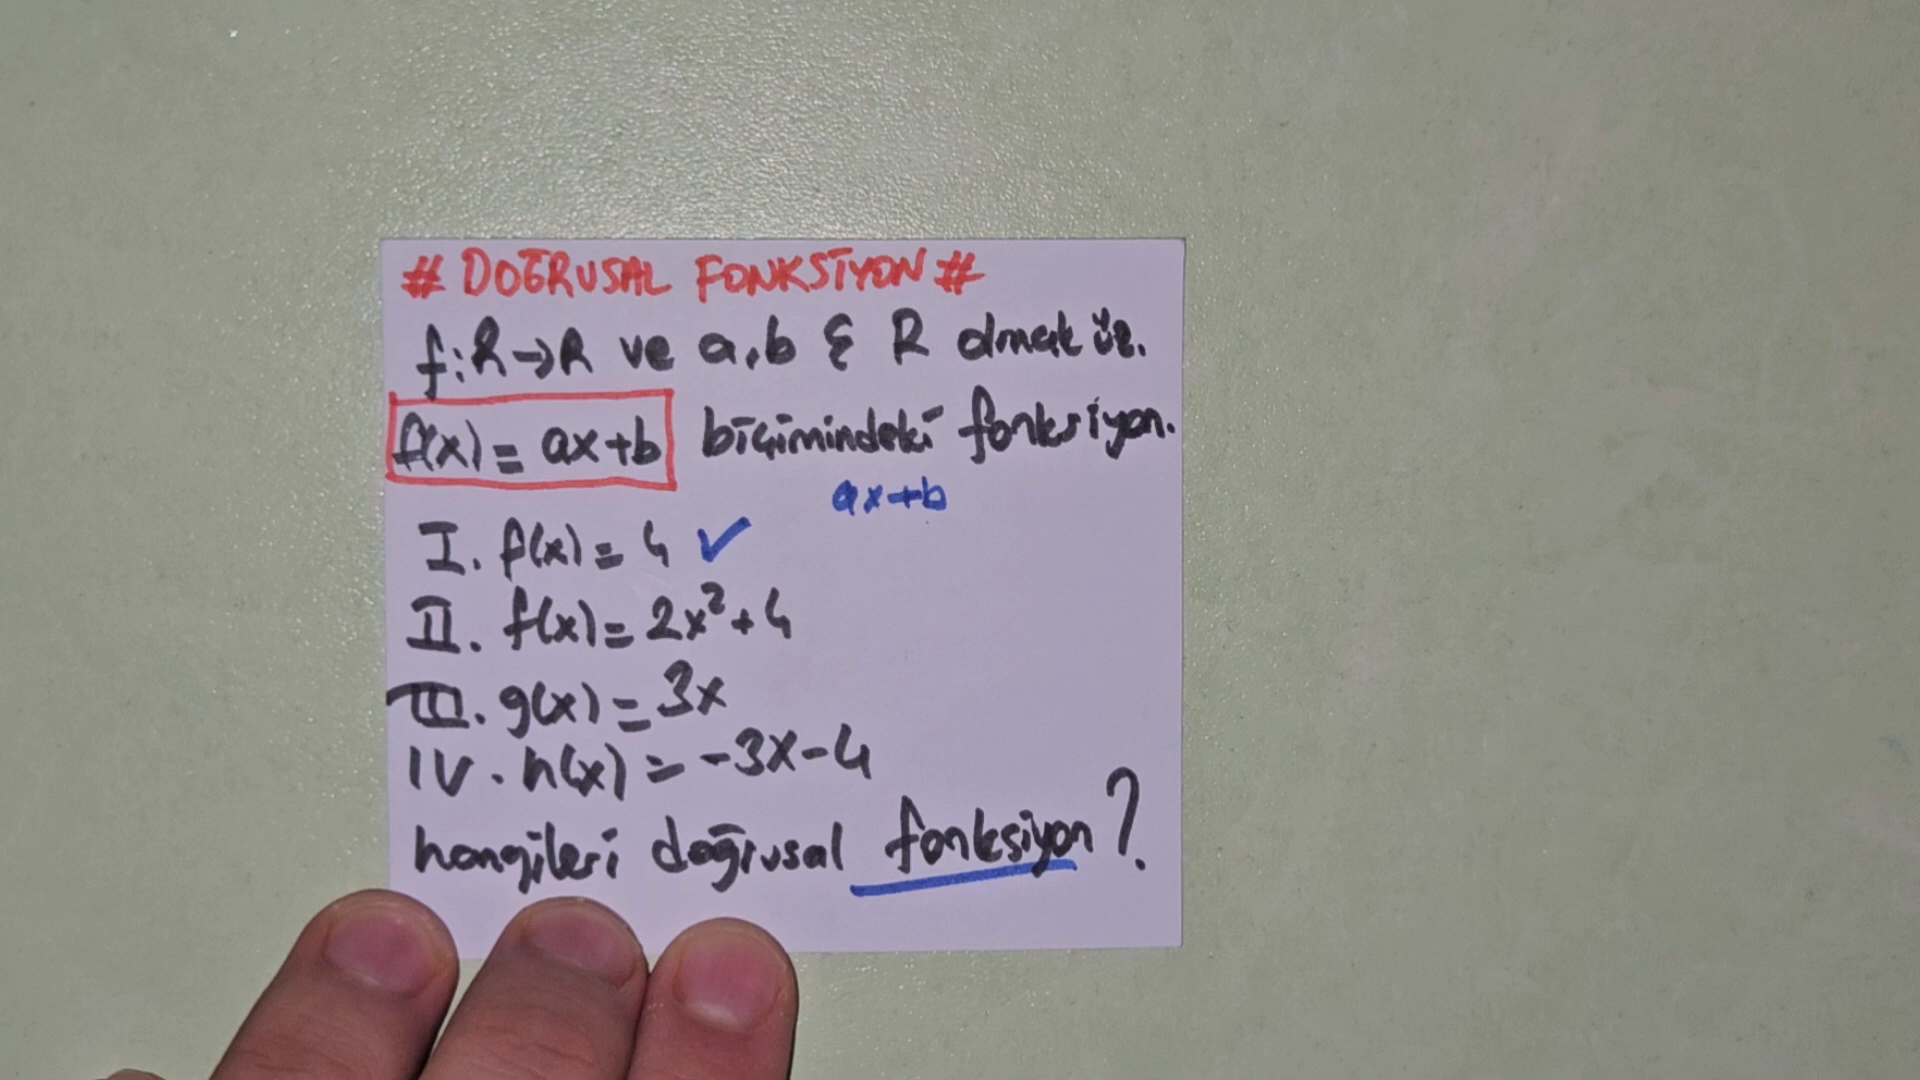 # DOĞRUSAL FONKSİYON #
f:R→R ve a,b ∈ R olmak üz.
f(x) = ax+b biçimindeki fonksiyon.
ax+b
I. f(x) = 4 ✓
II. f(x) = 2x²+4
III. g(x) = 3x
IV. h(x) = -3x-4
hangileri doğrusal fonksiyon?